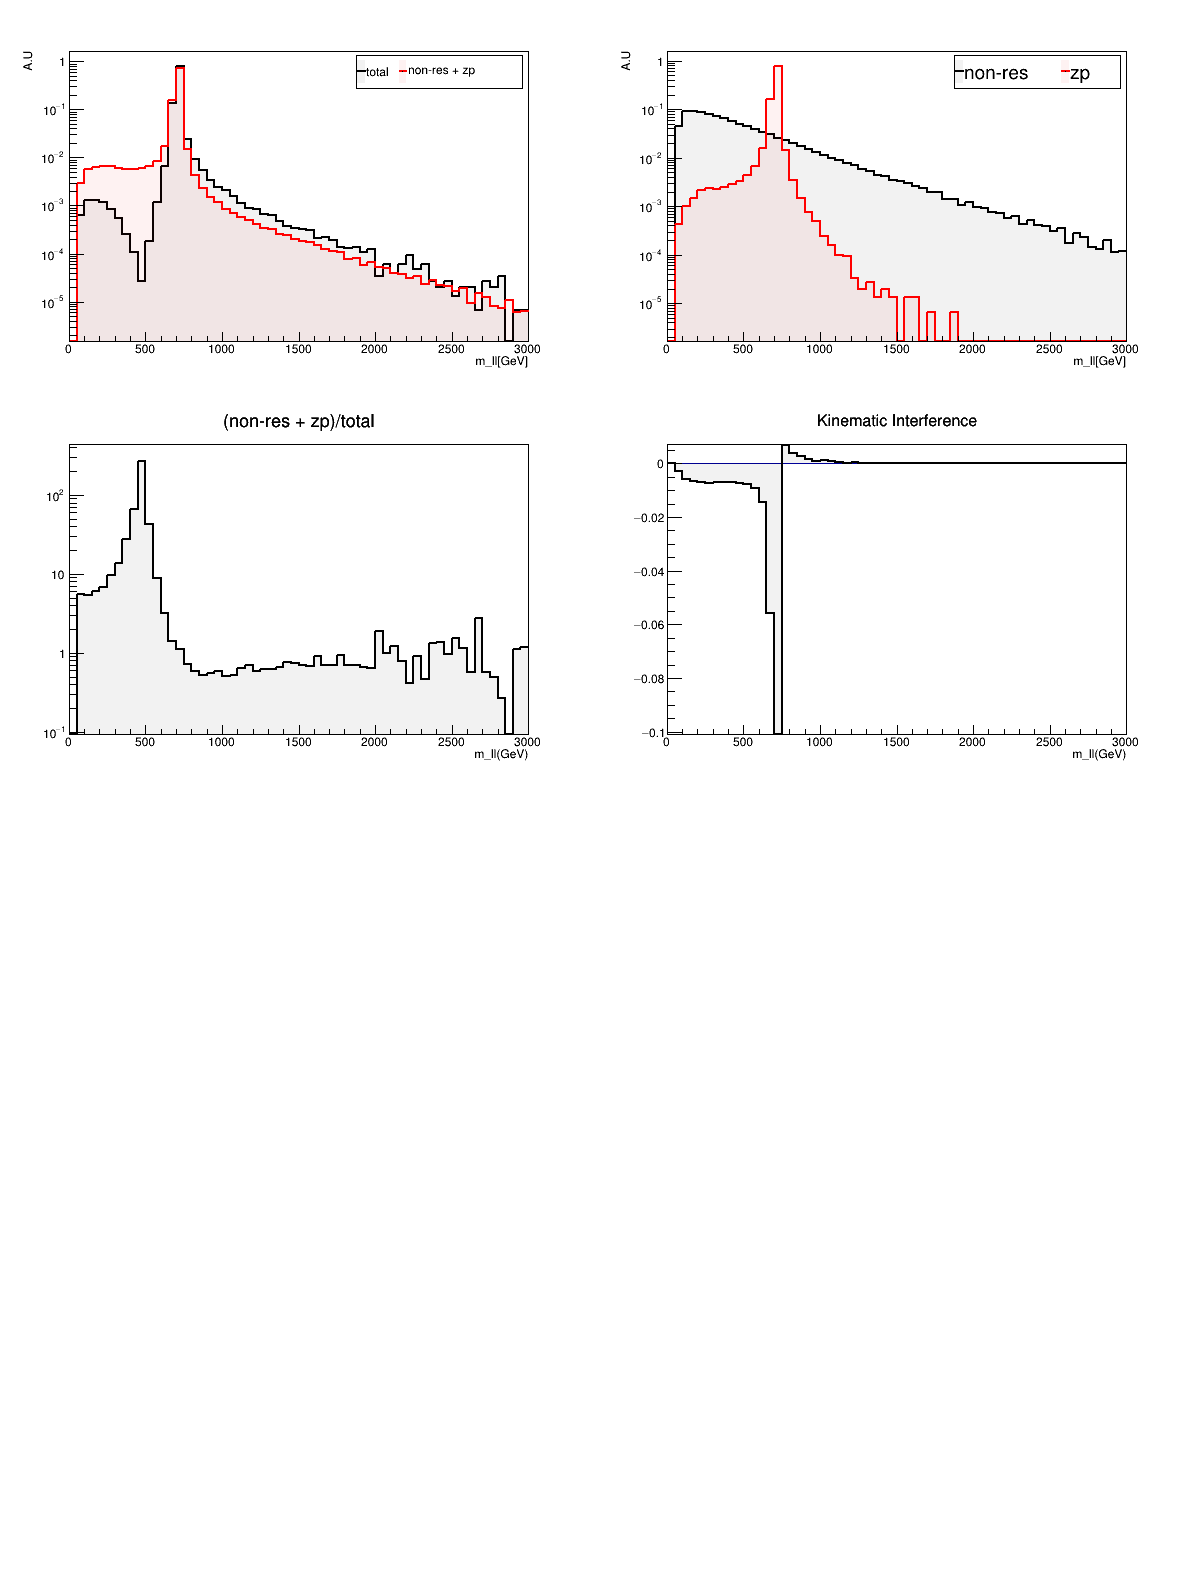 A.U
total non-res + zp
1
10⁻¹
10⁻²
10⁻³
10⁻⁴
10⁻⁵
0 500 1000 1500 2000 2500 3000
m_ll[GeV]
A.U
non-res zp
1
10⁻¹
10⁻²
10⁻³
10⁻⁴
10⁻⁵
0 500 1000 1500 2000 2500 3000
m_ll[GeV]
(non-res + zp)/total
10²
10
1
10⁻¹
0 500 1000 1500 2000 2500 3000
m_ll(GeV)
Kinematic Interference
0
−0.02
−0.04
−0.06
−0.08
−0.1
0 500 1000 1500 2000 2500 3000
m_ll(GeV)